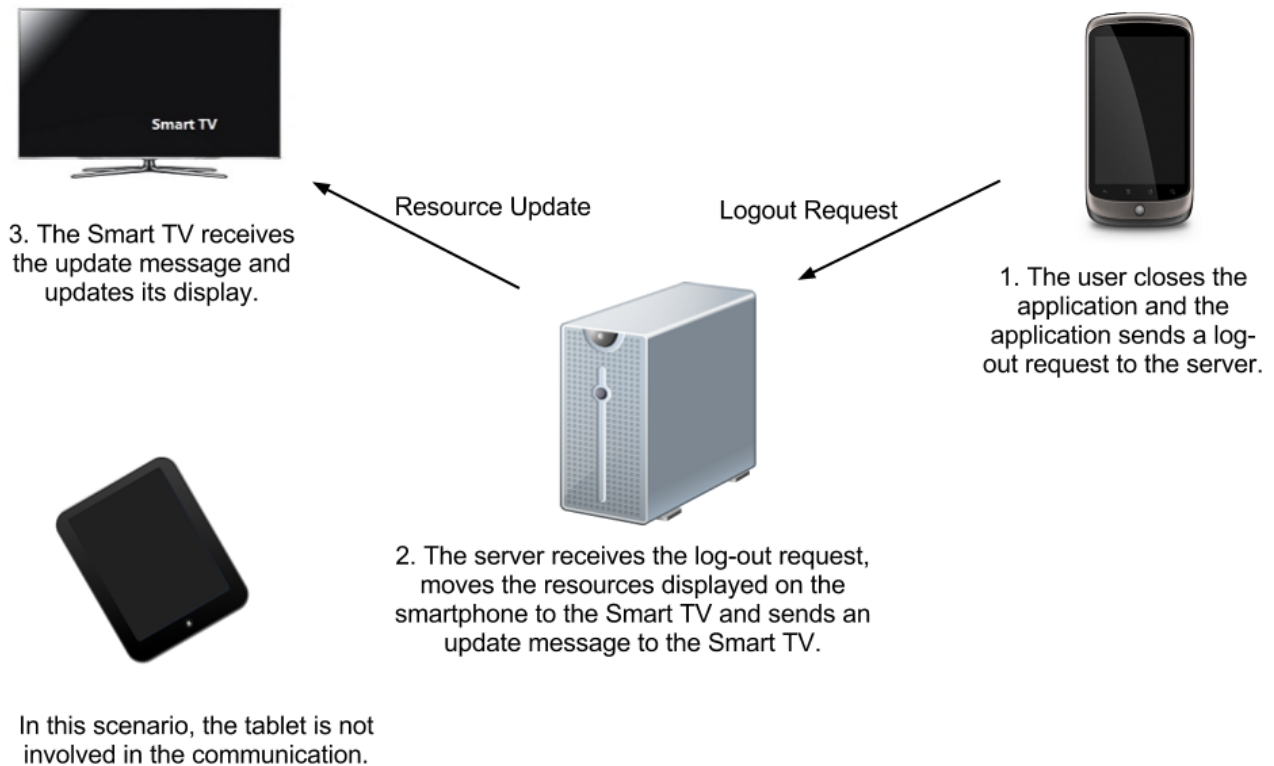 Smart TV
Resource Update
Logout Request
3. The Smart TV receives
the update message and
updates its display.
1. The user closes the
application and the
application sends a log-
out request to the server.
2. The server receives the log-out request,
moves the resources displayed on the
smartphone to the Smart TV and sends an
update message to the Smart TV.
In this scenario, the tablet is not
involved in the communication.